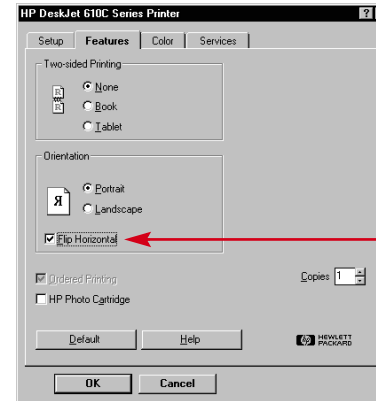 HP DeskJet 610C Series Printer ?
Setup Features Color Services
Two-sided Printing
None
Book
Tablet
Orientation
Я
Portrait
Landscape
Flip Horizontal
Ordered Printing
Copies 1
HP Photo Cartridge
Default Help hp HEWLETT
PACKARD
OK Cancel